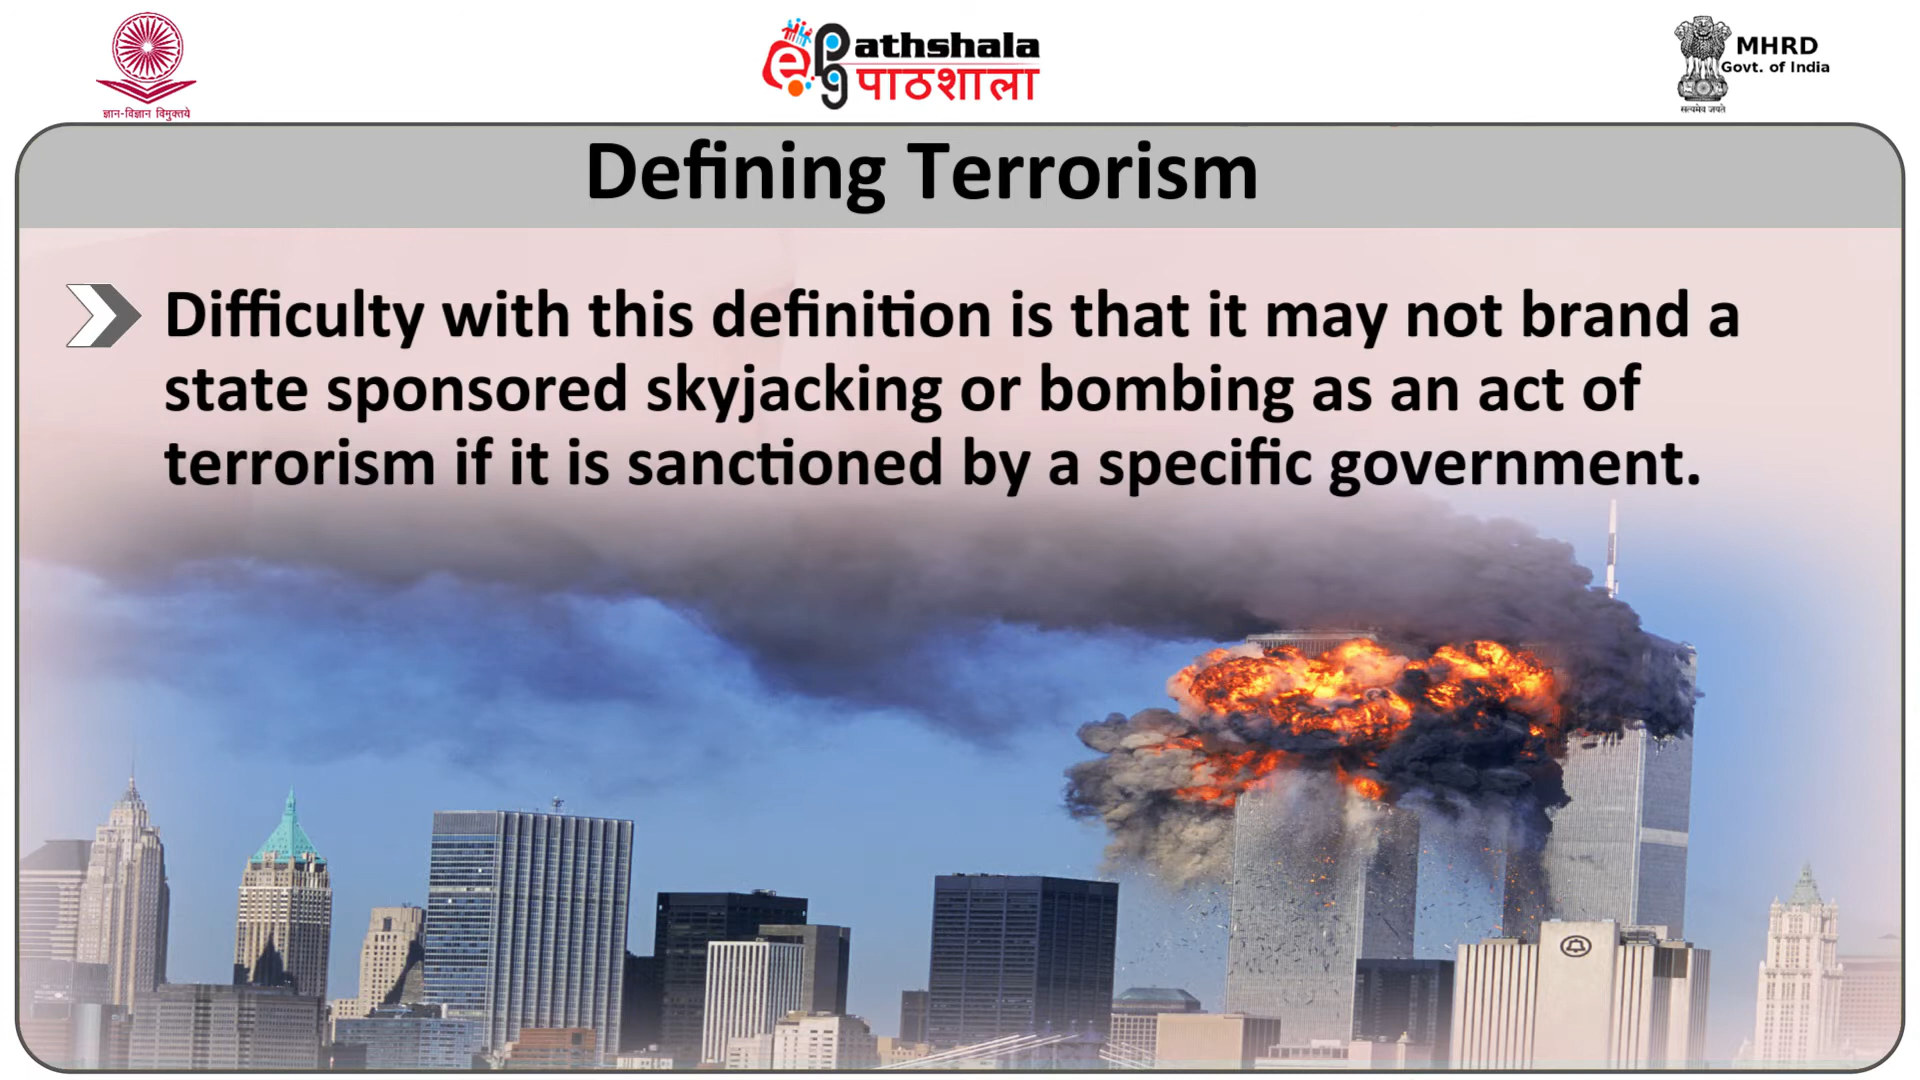 ज्ञान-विज्ञान विमुक्तये
e pg athshala
पाठशाला
MHRD
Govt. of India
सत्यमेव जयते
Defining Terrorism
Difficulty with this definition is that it may not brand a
state sponsored skyjacking or bombing as an act of
terrorism if it is sanctioned by a specific government.